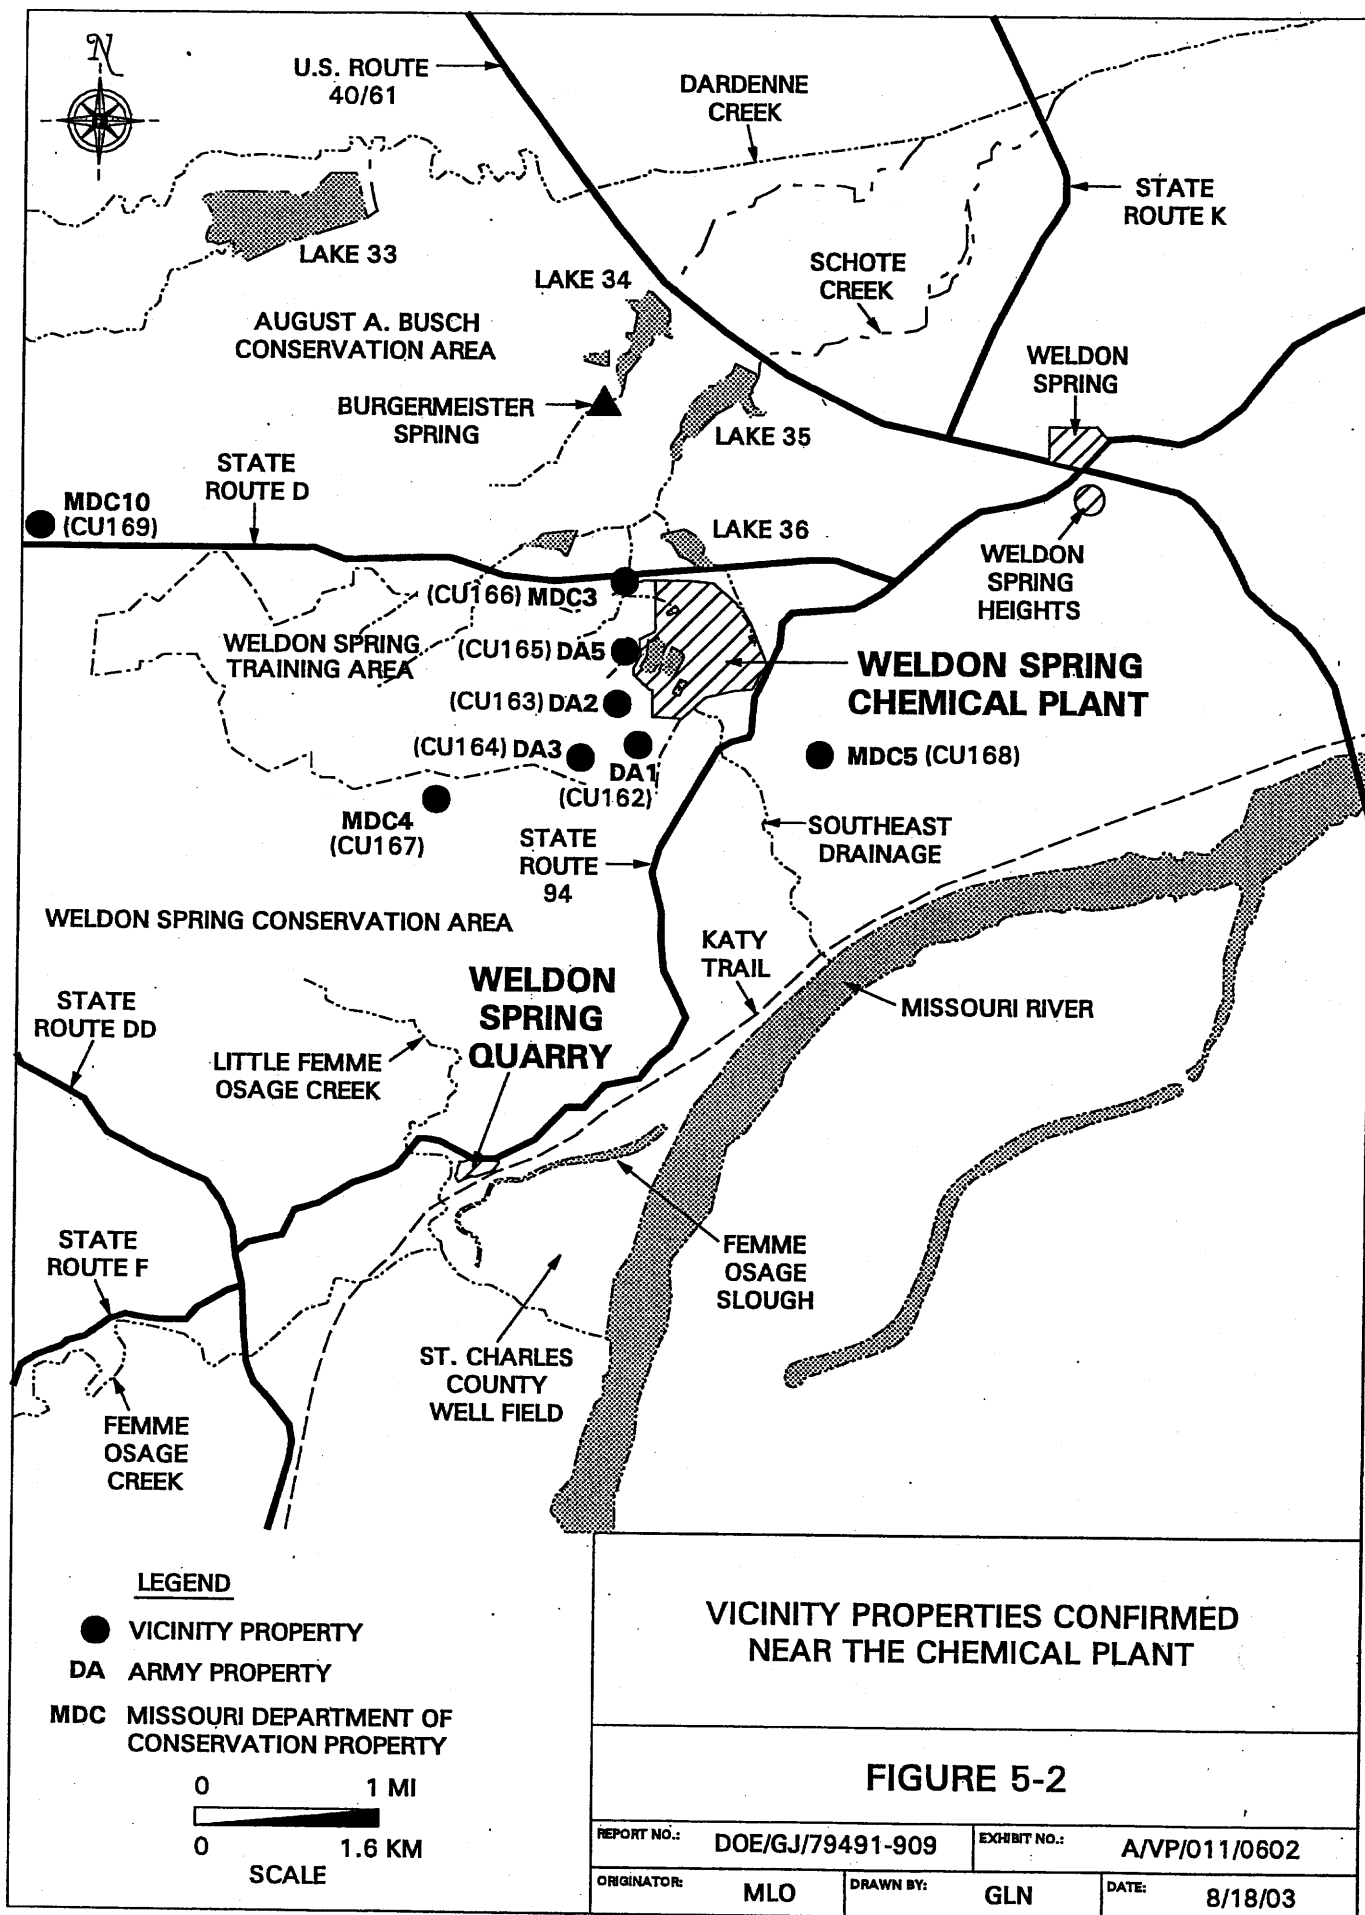 N
U.S. ROUTE
40/61
DARDENNE
CREEK
STATE
ROUTE K
LAKE 33
LAKE 34
SCHOTE
CREEK
AUGUST A. BUSCH
CONSERVATION AREA
WELDON
SPRING
BURGERMEISTER
SPRING
LAKE 35
STATE
ROUTE D
MDC10
(CU169)
LAKE 36
WELDON
SPRING
HEIGHTS
(CU166) MDC3
WELDON SPRING
TRAINING AREA
(CU165) DA5
WELDON SPRING
CHEMICAL PLANT
(CU163) DA2
(CU164) DA3
DA1
(CU162)
MDC5 (CU168)
MDC4
(CU167)
STATE
ROUTE
94
SOUTHEAST
DRAINAGE
WELDON SPRING CONSERVATION AREA
KATY
TRAIL
WELDON
SPRING
QUARRY
STATE
ROUTE DD
MISSOURI RIVER
LITTLE FEMME
OSAGE CREEK
STATE
ROUTE F
FEMME
OSAGE
SLOUGH
ST. CHARLES
COUNTY
WELL FIELD
FEMME
OSAGE
CREEK
LEGEND
VICINITY PROPERTY
DA ARMY PROPERTY
MDC MISSOURI DEPARTMENT OF
CONSERVATION PROPERTY
0 1 MI
0 1.6 KM
SCALE
VICINITY PROPERTIES CONFIRMED
NEAR THE CHEMICAL PLANT
FIGURE 5-2
REPORT NO.: DOE/GJ/79491-909
EXHIBIT NO.: A/VP/011/0602
ORIGINATOR: MLO
DRAWN BY: GLN
DATE: 8/18/03